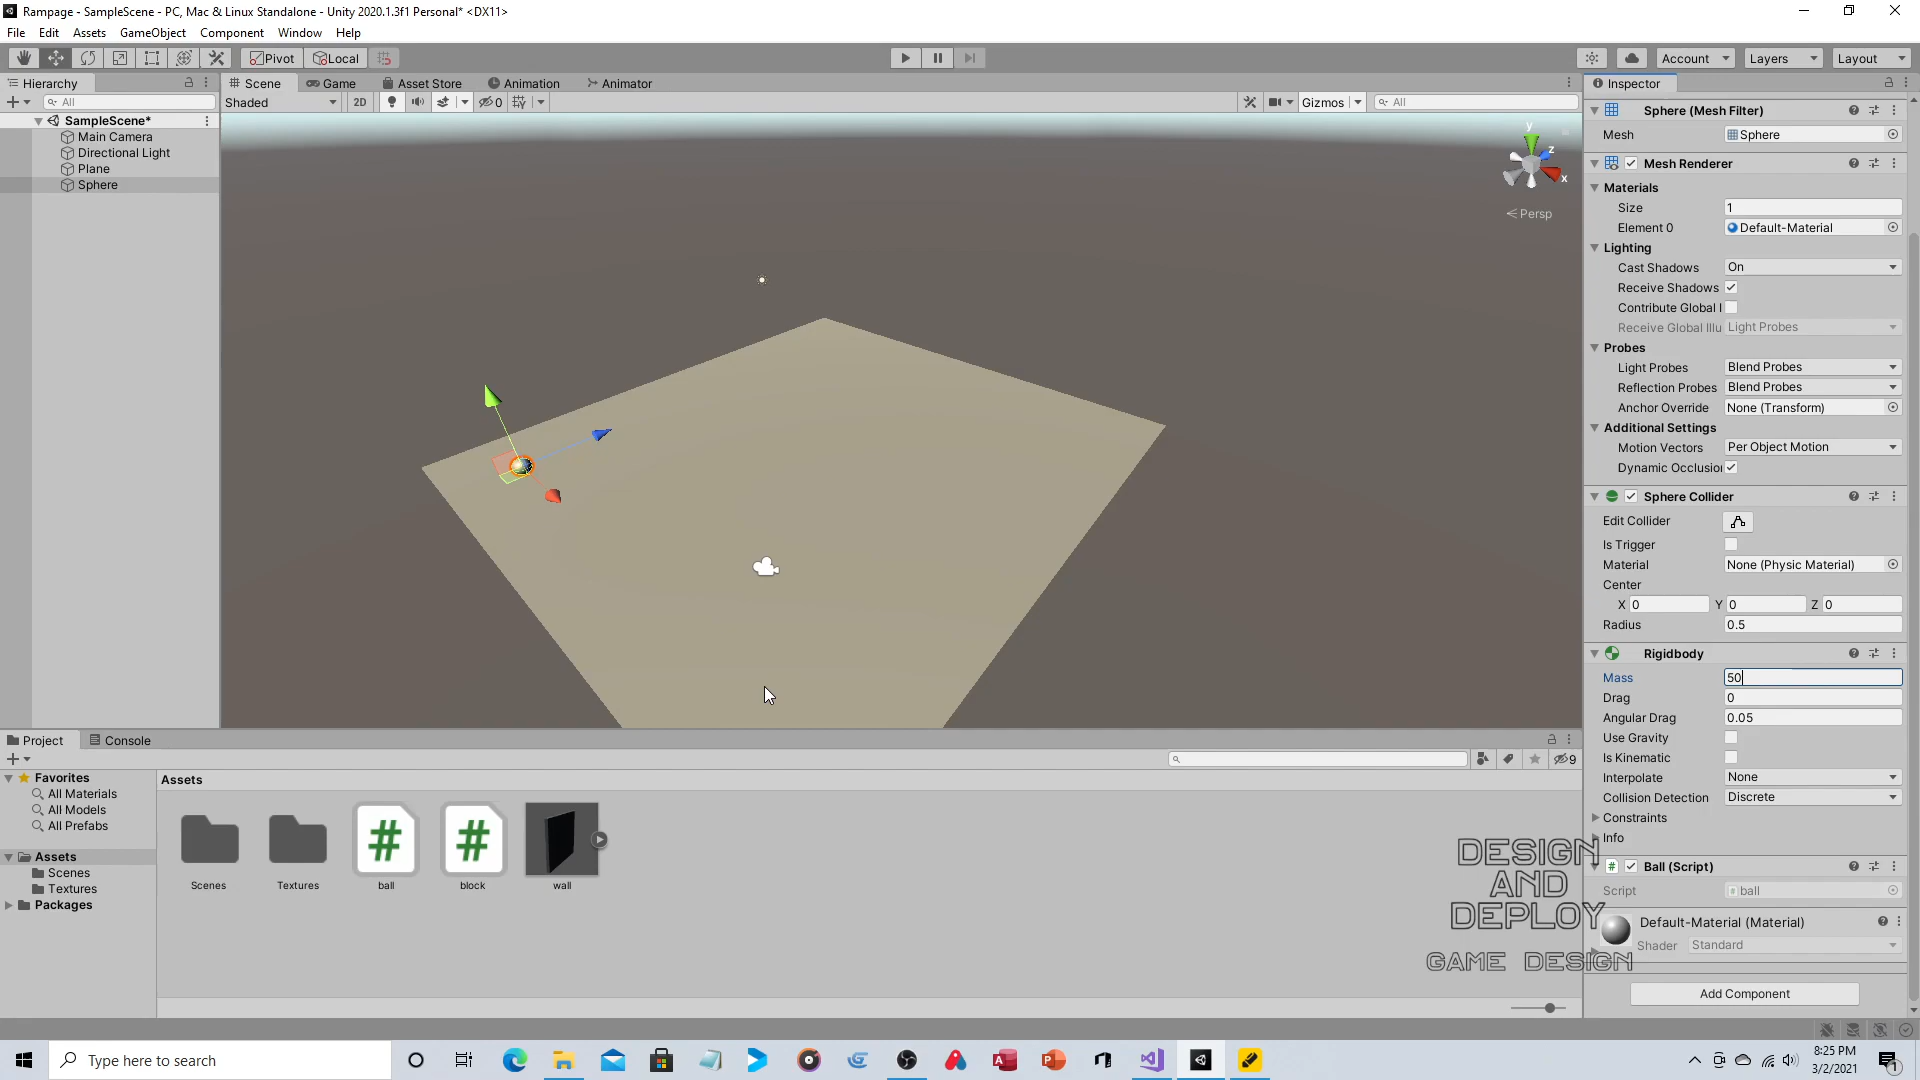 Rampage - SampleScene - PC, Mac & Linux Standalone - Unity 2020.1.3f1 Personal* <DX11>
File Edit Assets GameObject Component Window Help
Pivot Local Account Layers Layout
Hierarchy Scene Game Asset Store Animation Animator Inspector
All Shaded 2D 0 Gizmos All
SampleScene*
Main Camera
Directional Light
Plane
Sphere
y
z
x
Persp
Sphere (Mesh Filter)
Mesh Sphere
Mesh Renderer
Materials
Size 1
Element 0 Default-Material
Lighting
Cast Shadows On
Receive Shadows
Contribute Global I
Receive Global Illu Light Probes
Probes
Light Probes Blend Probes
Reflection Probes Blend Probes
Anchor Override None (Transform)
Additional Settings
Motion Vectors Per Object Motion
Dynamic Occlusion
Sphere Collider
Edit Collider
Is Trigger
Material None (Physic Material)
Center
X 0 Y 0 Z 0
Radius 0.5
Rigidbody
Mass 50
Drag 0
Angular Drag 0.05
Use Gravity
Is Kinematic
Interpolate None
Collision Detection Discrete
Constraints
Info
Ball (Script)
Script ball
Default-Material (Material)
Shader Standard
Add Component
Project Console
9
Favorites
All Materials
All Models
All Prefabs
Assets
Scenes
Textures
Packages
Assets
Scenes Textures ball block wall
DESIGN
AND
DEPLOY
GAME DESIGN
Type here to search
8:25 PM
3/2/2021
1